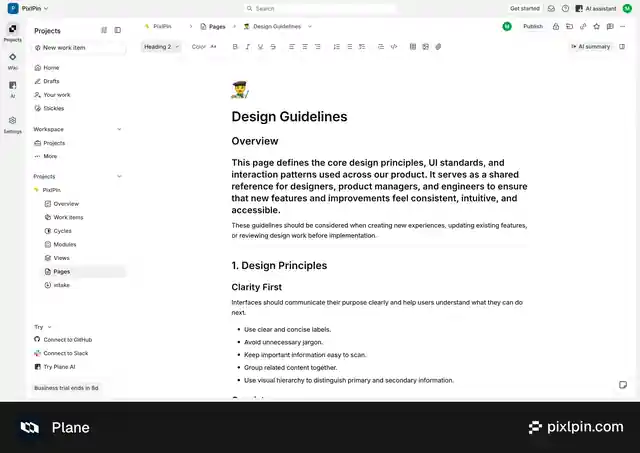 PixlPin
Search
Get started
AI assistant
M
Projects
Wiki
AI
Settings
Projects
New work item
Home
Drafts
Your work
Stickies
Workspace
Projects
More
Projects
PixlPin
Overview
Work items
Cycles
Modules
Views
Pages
Intake
Try
Connect to GitHub
Connect to Slack
Try Plane AI
Business trial ends in 8d
PixlPin
Pages
Design Guidelines
M
Publish
Heading 2
Color
Aa
AI summary
Design Guidelines
Overview
This page defines the core design principles, UI standards, and
interaction patterns used across our product. It serves as a shared
reference for designers, product managers, and engineers to ensure
that new features and improvements feel consistent, intuitive, and
accessible.
These guidelines should be considered when creating new experiences, updating existing features,
or reviewing design work before implementation.
1. Design Principles
Clarity First
Interfaces should communicate their purpose clearly and help users understand what they can do
next.
• Use clear and concise labels.
• Avoid unnecessary jargon.
• Keep important information easy to scan.
• Group related content together.
• Use visual hierarchy to distinguish primary and secondary information.
Plane
pixlpin.com